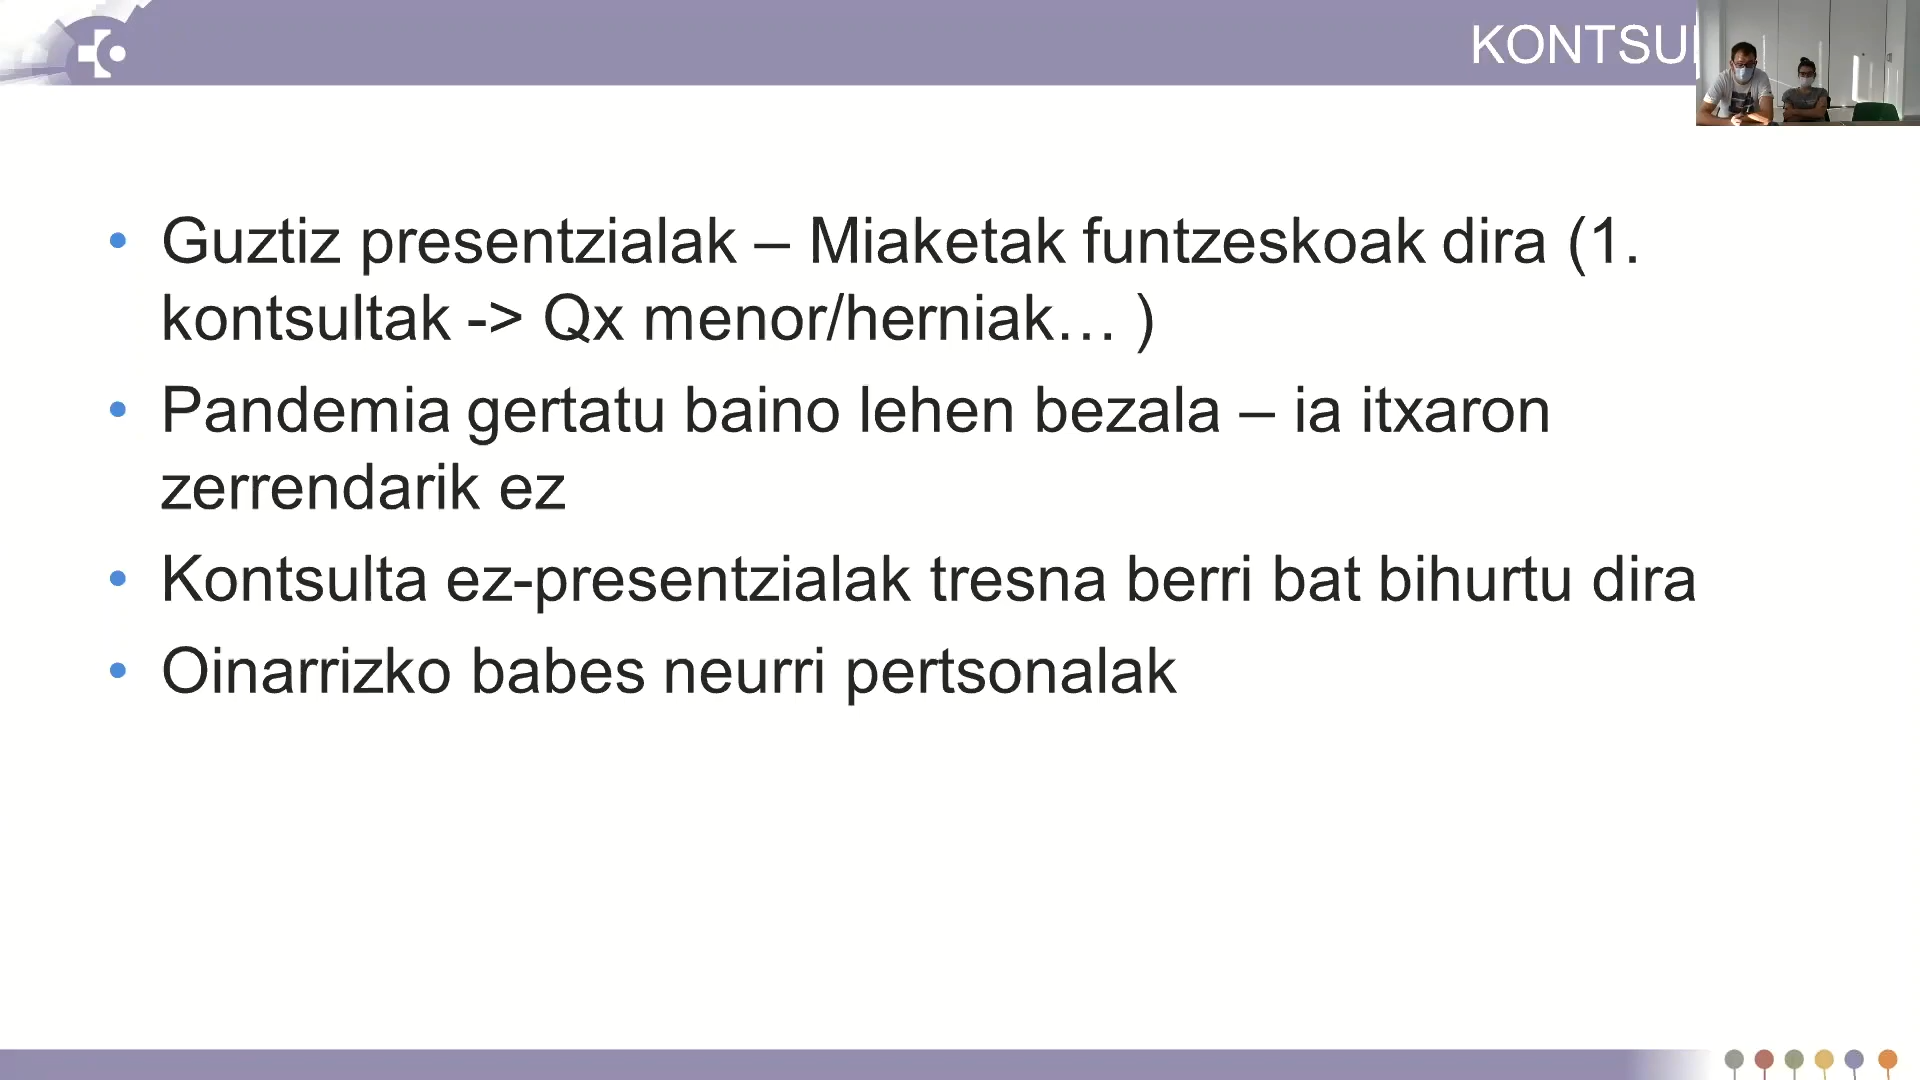 Guztiz presentzialak – Miaketak funtzeskoak dira (1.
kontsultak -> Qx menor/herniak… )
Pandemia gertatu baino lehen bezala – ia itxaron
zerrendarik ez
Kontsulta ez-presentzialak tresna berri bat bihurtu dira
Oinarrizko babes neurri pertsonalak